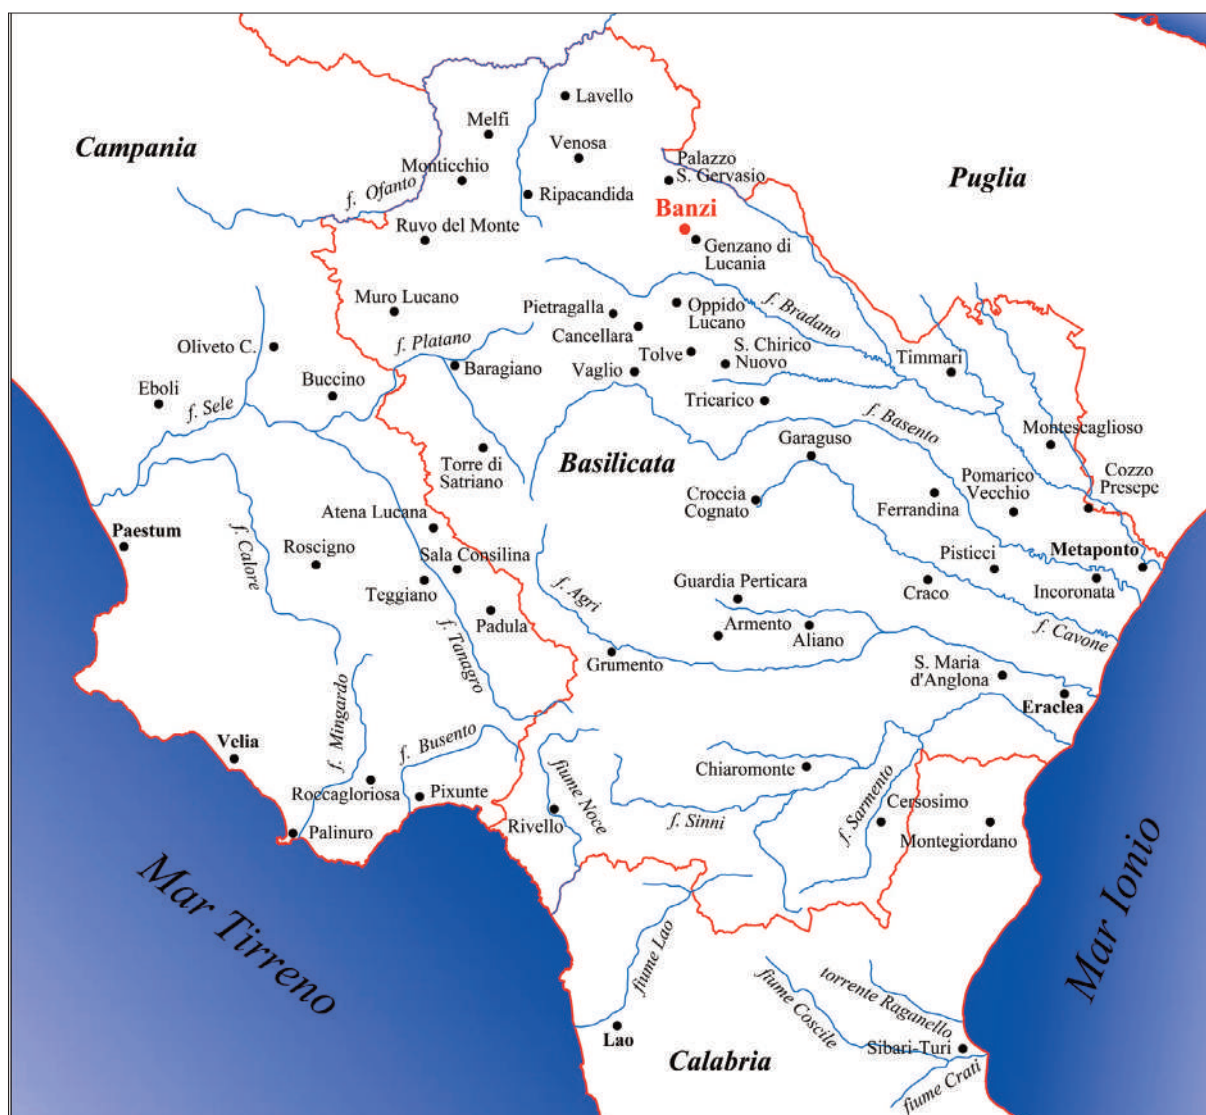 Lavello
Melfi
Campania
Venosa
Palazzo
S. Gervasio
Monticchio
Puglia
f. Ofanto
Ripacandida
Banzi
Ruvo del Monte
Genzano di
Lucania
Muro Lucano
Pietragalla
Oppido
Lucano
f. Bradano
Cancellara
f. Platano
Oliveto C.
Tolve
S. Chirico
Nuovo
Timmari
Baragiano
Vaglio
Buccino
Eboli
f. Sele
Tricarico
f. Basento
Montescaglioso
Garaguso
Torre di
Satriano
Basilicata
Pomarico
Vecchio
Cozzo
Presepe
Croccia
Cognato
Ferrandina
Atena Lucana
Paestum
f. Calore
Roscigno
Sala Consilina
Pisticci
Metaponto
Teggiano
Guardia Perticara
Craco
Incoronata
f. Agri
Padula
Armento
Aliano
f. Cavone
f. Tanagro
Grumento
S. Maria
d'Anglona
Eraclea
f. Mingardo
Velia
f. Busento
Chiaromonte
fiume Noce
Roccagloriosa
Pixunte
Cersosimo
f. Sarmento
Palinuro
Rivello
f. Sinni
Montegiordano
Mar Tirreno
Mar Ionio
fiume Lao
torrente Raganello
fiume Coscile
Lao
Sibari-Turi
Calabria
fiume Crati